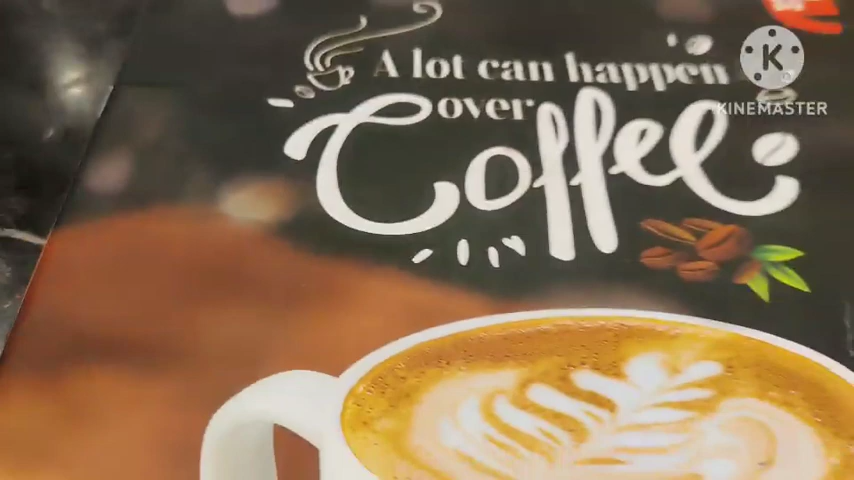 A lot can happen
over
Coffee
K
KINEMASTER